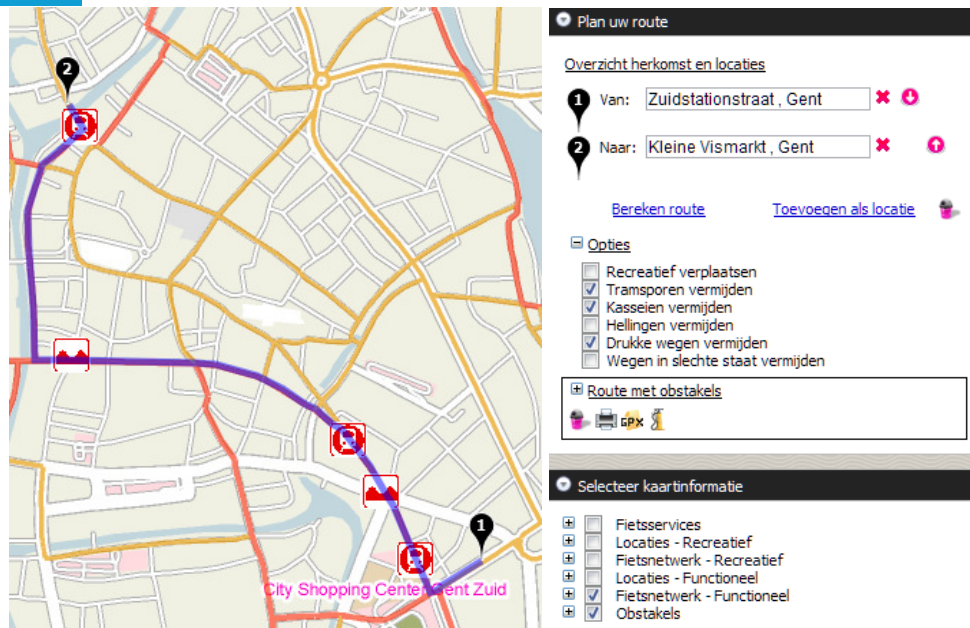 2
1
City Shopping Center Gent Zuid
Plan uw route
Overzicht herkomst en locaties
1 Van: Zuidstationstraat , Gent
2 Naar: Kleine Vismarkt , Gent
Bereken route Toevoegen als locatie
Opties
Recreatief verplaatsen
Tramsporen vermijden
Kasseien vermijden
Hellingen vermijden
Drukke wegen vermijden
Wegen in slechte staat vermijden
Route met obstakels
GPX
Selecteer kaartinformatie
Fietsservices
Locaties - Recreatief
Fietsnetwerk - Recreatief
Locaties - Functioneel
Fietsnetwerk - Functioneel
Obstakels